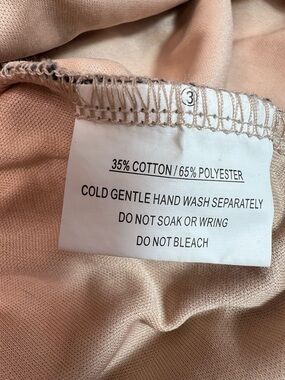 ③
35% COTTON / 65% POLYESTER
COLD GENTLE HAND WASH SEPARATELY
DO NOT SOAK OR WRING
DO NOT BLEACH